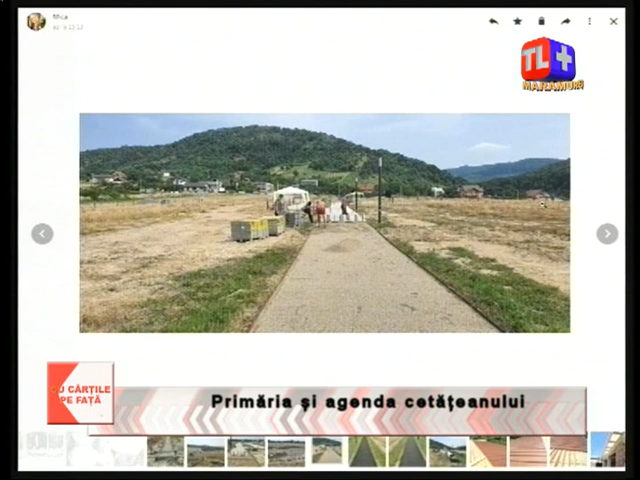 TL+
MARAMUREȘ
CU CĂRȚILE
PE FAȚĂ
Primăria și agenda cetățeanului